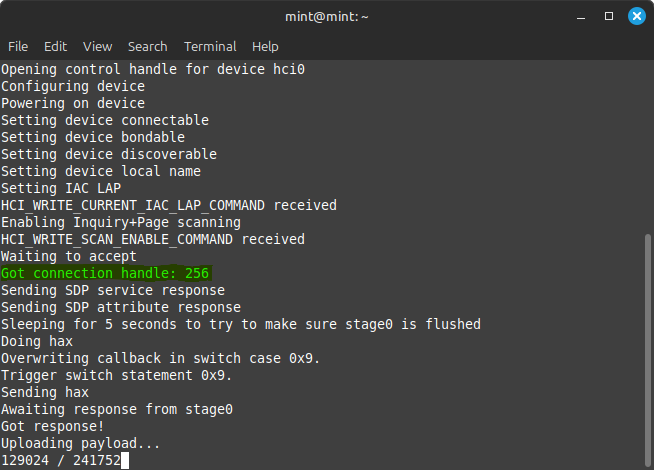 mint@mint: ~
File Edit View Search Terminal Help
Opening control handle for device hci0
Configuring device
Powering on device
Setting device connectable
Setting device bondable
Setting device discoverable
Setting device local name
Setting IAC LAP
HCI_WRITE_CURRENT_IAC_LAP_COMMAND received
Enabling Inquiry+Page scanning
HCI_WRITE_SCAN_ENABLE_COMMAND received
Waiting to accept
Got connection handle: 256
Sending SDP service response
Sending SDP attribute response
Sleeping for 5 seconds to try to make sure stage0 is flushed
Doing hax
Overwriting callback in switch case 0x9.
Trigger switch statement 0x9.
Sending hax
Awaiting response from stage0
Got response!
Uploading payload...
129024 / 241752